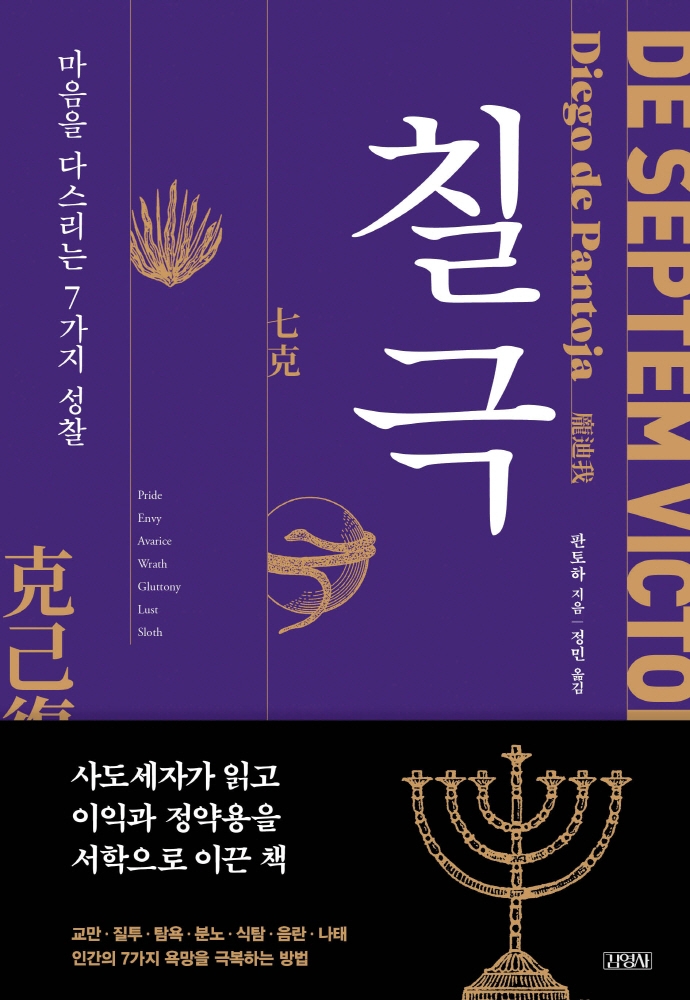 DE SEPTEM VICTO
Diego de Pantoja 龐迪我
판토하 지음 | 정민 옮김
칠극
七克
마음을 다스리는 7가지 성찰
Pride
Envy
Avarice
Wrath
Gluttony
Lust
Sloth
克己復
사도세자가 읽고
이익과 정약용을
서학으로 이끈 책
교만·질투·탐욕·분노·식탐·음란·나태
인간의 7가지 욕망을 극복하는 방법
김영사